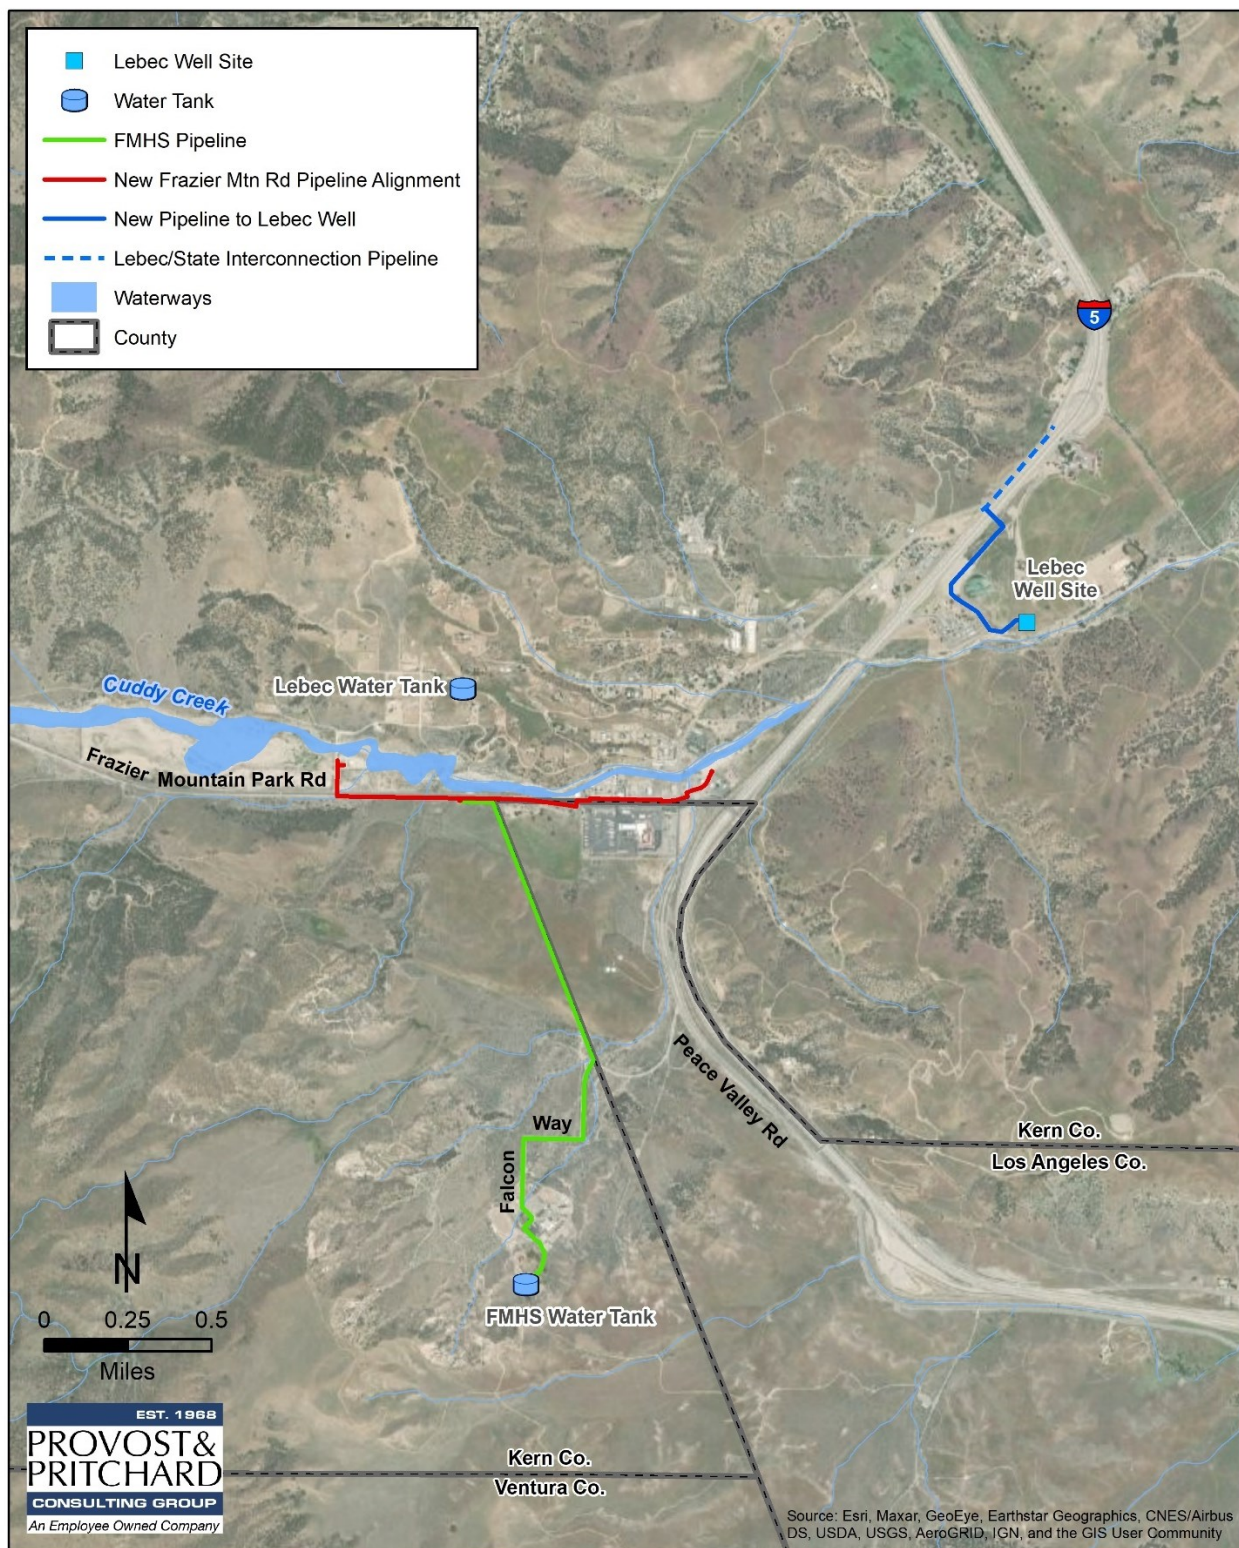 Lebec Well Site
Water Tank
FMHS Pipeline
New Frazier Mtn Rd Pipeline Alignment
New Pipeline to Lebec Well
Lebec/State Interconnection Pipeline
Waterways
County
5
Lebec
Well Site
Lebec Water Tank
Cuddy Creek
Frazier Mountain Park Rd
Peace Valley Rd
Way
Falcon
Kern Co.
Los Angeles Co.
N
0 0.25 0.5
Miles
FMHS Water Tank
EST. 1968
PROVOST&
PRITCHARD
CONSULTING GROUP
An Employee Owned Company
Kern Co.
Ventura Co.
Source: Esri, Maxar, GeoEye, Earthstar Geographics, CNES/Airbus
DS, USDA, USGS, AeroGRID, IGN, and the GIS User Community